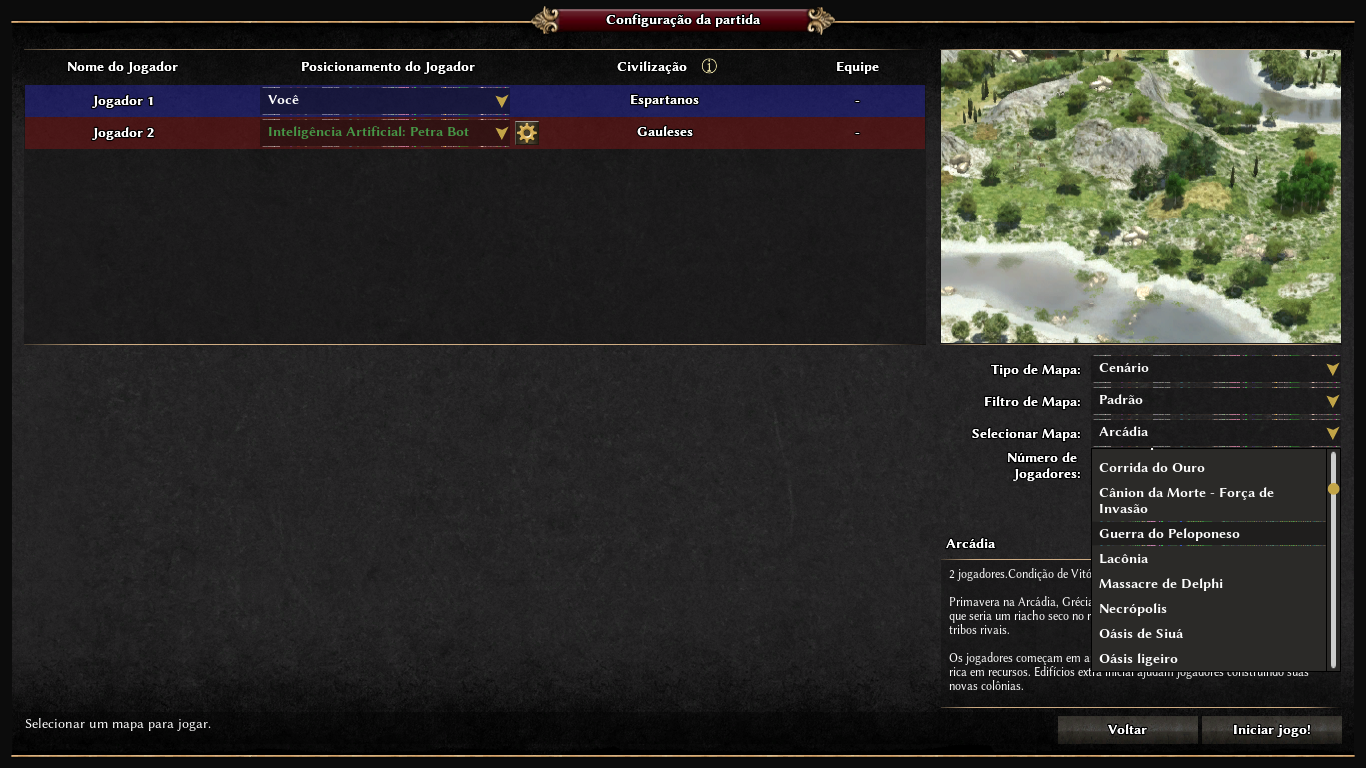 Configuração da partida
Nome do Jogador Posicionamento do Jogador Civilização Equipe
Jogador 1 Você Espartanos -
Jogador 2 Inteligência Artificial: Petra Bot Gauleses -
Tipo de Mapa: Cenário
Filtro de Mapa: Padrão
Selecionar Mapa: Arcádia
Número de
Jogadores:
Corrida do Ouro
Cânion da Morte - Força de
Invasão
Guerra do Peloponeso
Lacônia
Massacre de Delphi
Necrópolis
Oásis de Siuá
Oásis ligeiro
Arcádia
2 jogadores.Condição de
Primavera na Arcádia,
que seria um riacho seco no
tribos rivais.
Os jogadores começam em
rica em recursos. Edifícios extra inicial ajudam jogadores construindo suas
novas colônias.
Selecionar um mapa para jogar.
Voltar Iniciar jogo!